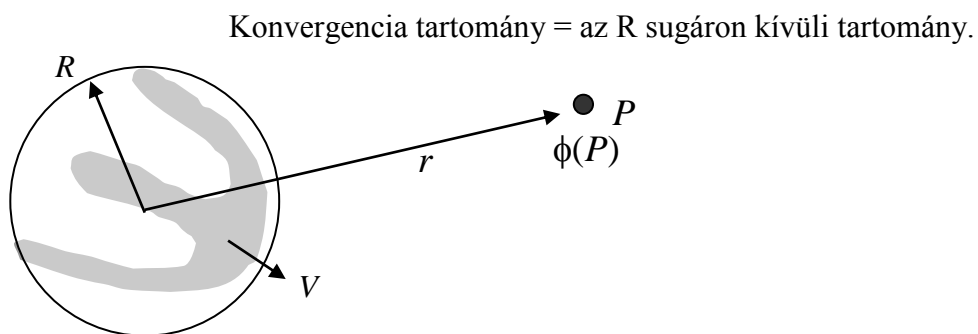 Konvergencia tartomány = az R sugáron kívüli tartomány.
R
P
ϕ(P)
r
V